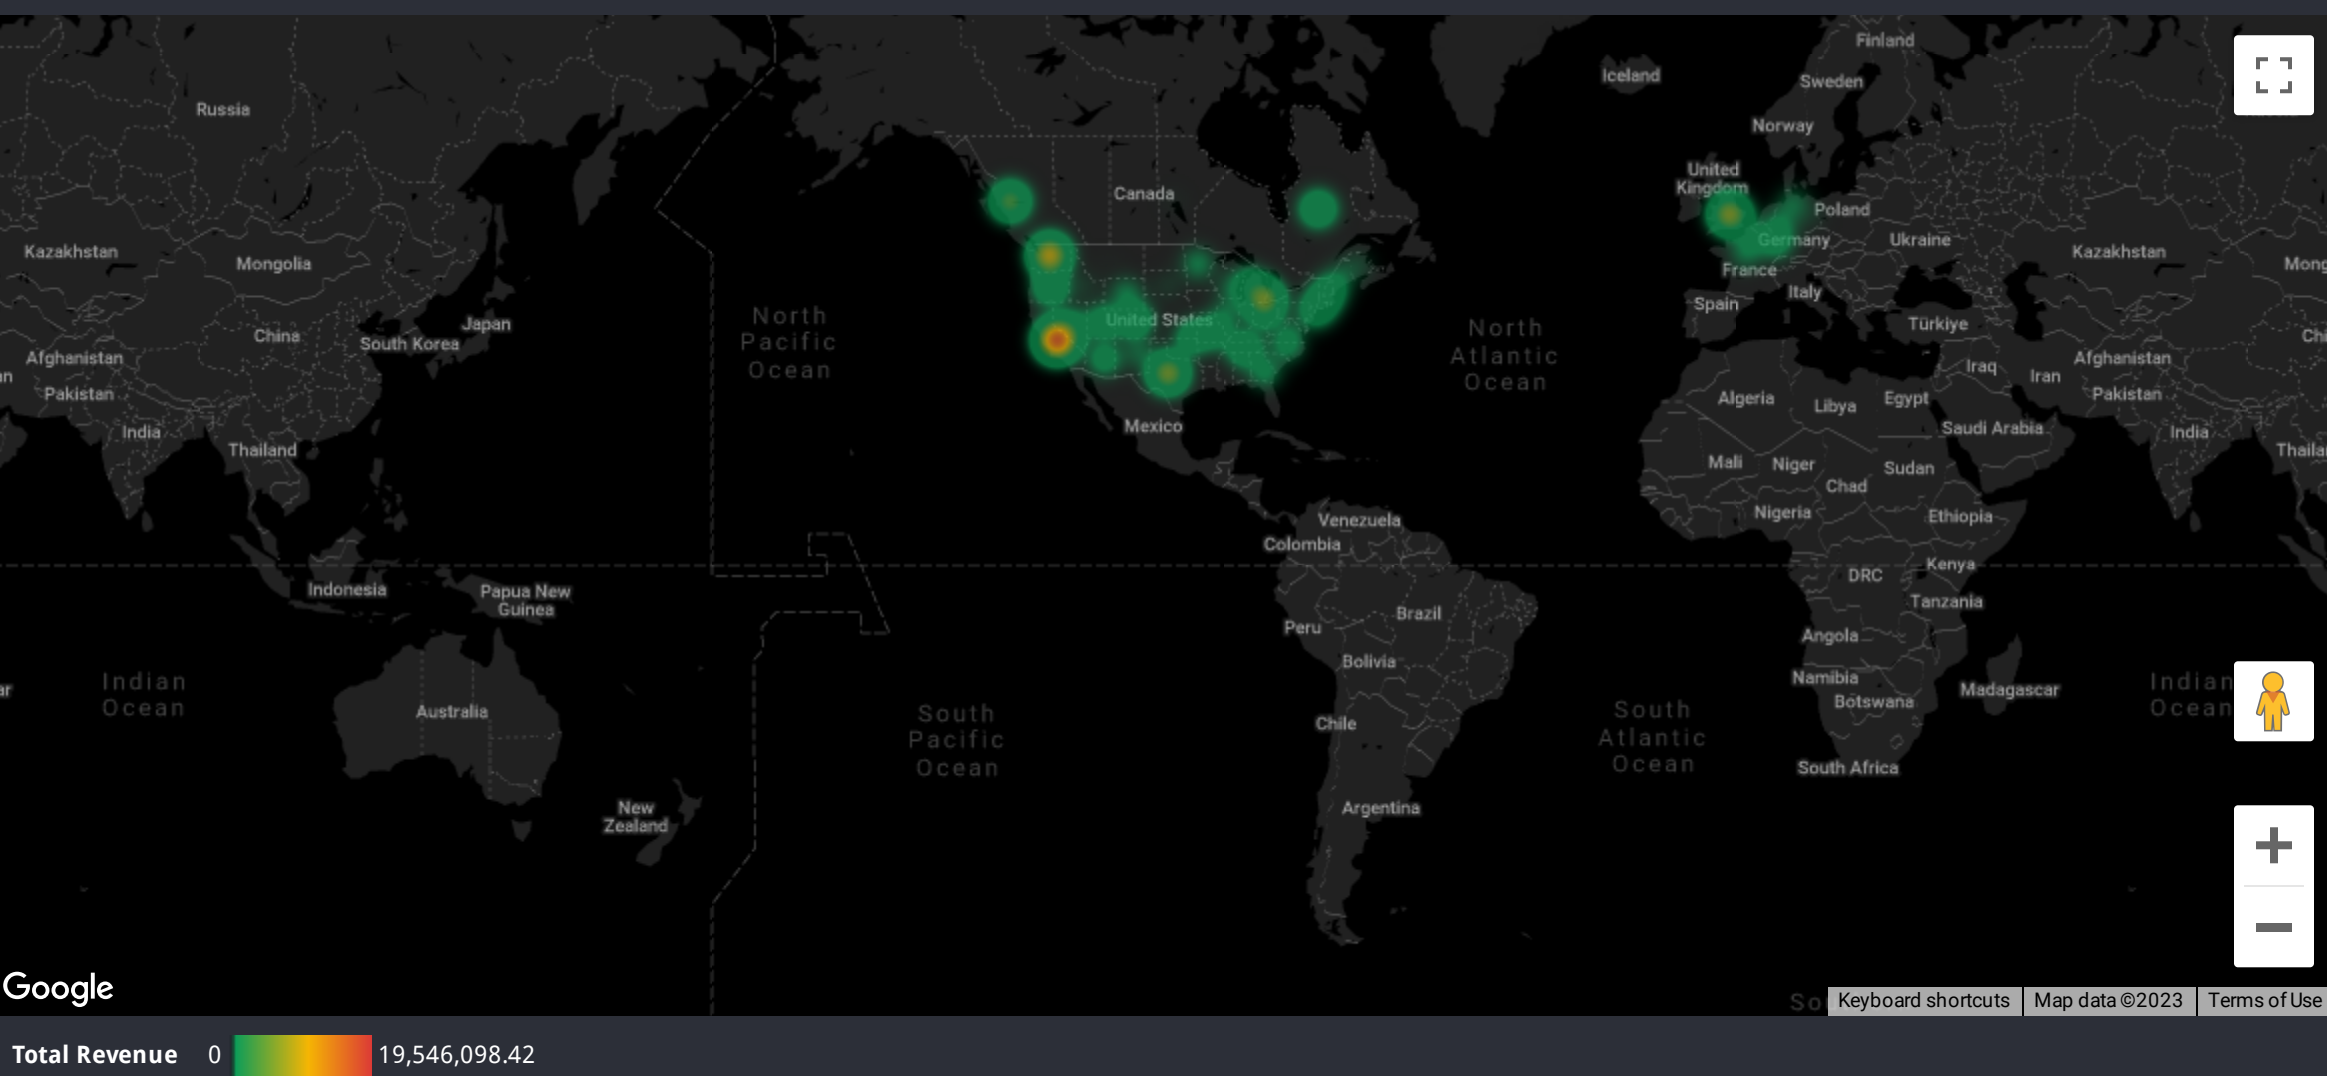 Finland
Iceland
Sweden
Russia
Norway
United
Kingdom
Canada
Poland
Kazakhstan
Mongolia
Germany
Ukraine
Kazakhstan
Mong
France
Italy
Spain
North
Pacific
Ocean
United States
North
Atlantic
Ocean
Japan
China
South Korea
Türkiye
Chi
Afghanistan
Iraq
Iran
Afghanistan
an
Pakistan
Algeria
Libya
Egypt
Pakistan
India
Mexico
Saudi Arabia
India
Thailand
Mali
Niger
Sudan
Thaila
Chad
Nigeria
Ethiopia
Venezuela
Colombia
DRC
Kenya
Indonesia
Papua New
Guinea
Tanzania
Brazil
Peru
Angola
Bolivia
Namibia
Madagascar
ar
Indian
Ocean
Botswana
Indian
Ocean
Australia
South
Pacific
Ocean
Chile
South
Atlantic
Ocean
South Africa
New
Zealand
Argentina
Google
So
Keyboard shortcuts
Map data ©2023
Terms of Use
Total Revenue 0 19,546,098.42